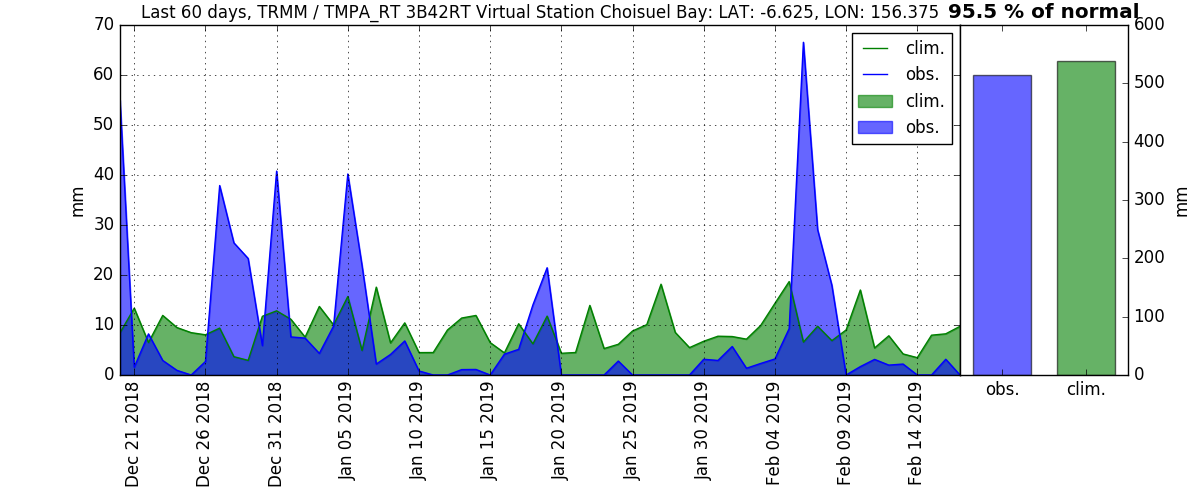 Last 60 days, TRMM / TMPA_RT 3B42RT Virtual Station Choisuel Bay: LAT: -6.625, LON: 156.375 95.5 % of normal
70
60
50
40
30
20
10
0
mm
clim.
obs.
clim.
obs.
600
500
400
300
200
100
0
mm
Dec 21 2018
Dec 26 2018
Dec 31 2018
Jan 05 2019
Jan 10 2019
Jan 15 2019
Jan 20 2019
Jan 25 2019
Jan 30 2019
Feb 04 2019
Feb 09 2019
Feb 14 2019
obs.
clim.